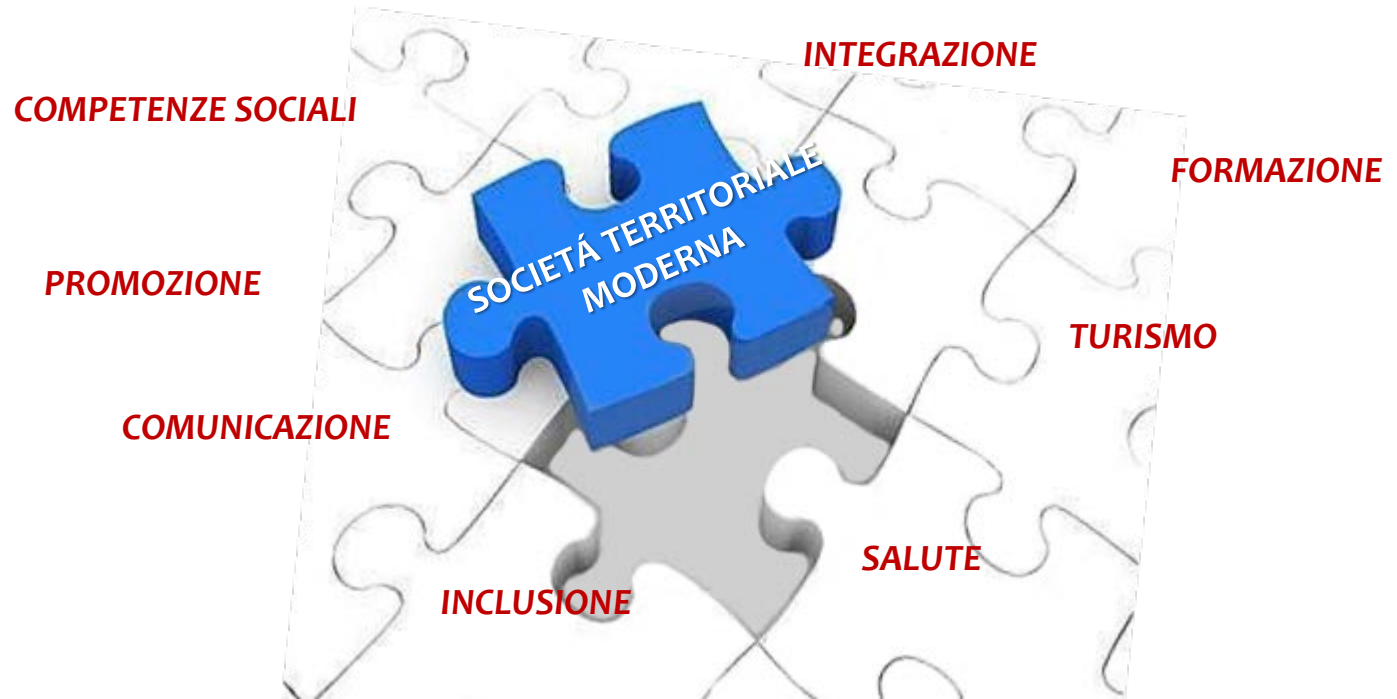 INTEGRAZIONE
COMPETENZE SOCIALI
FORMAZIONE
SOCIETÁ TERRITORIALE
MODERNA
PROMOZIONE
TURISMO
COMUNICAZIONE
SALUTE
INCLUSIONE